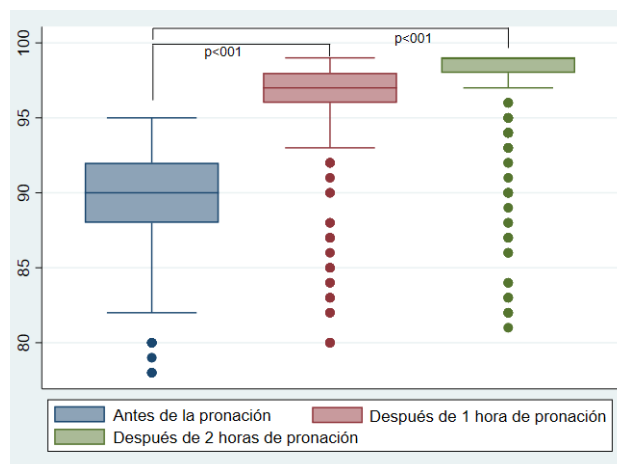 p<001
p<001
100
95
90
85
80
Antes de la pronación
Después de 1 hora de pronación
Después de 2 horas de pronación